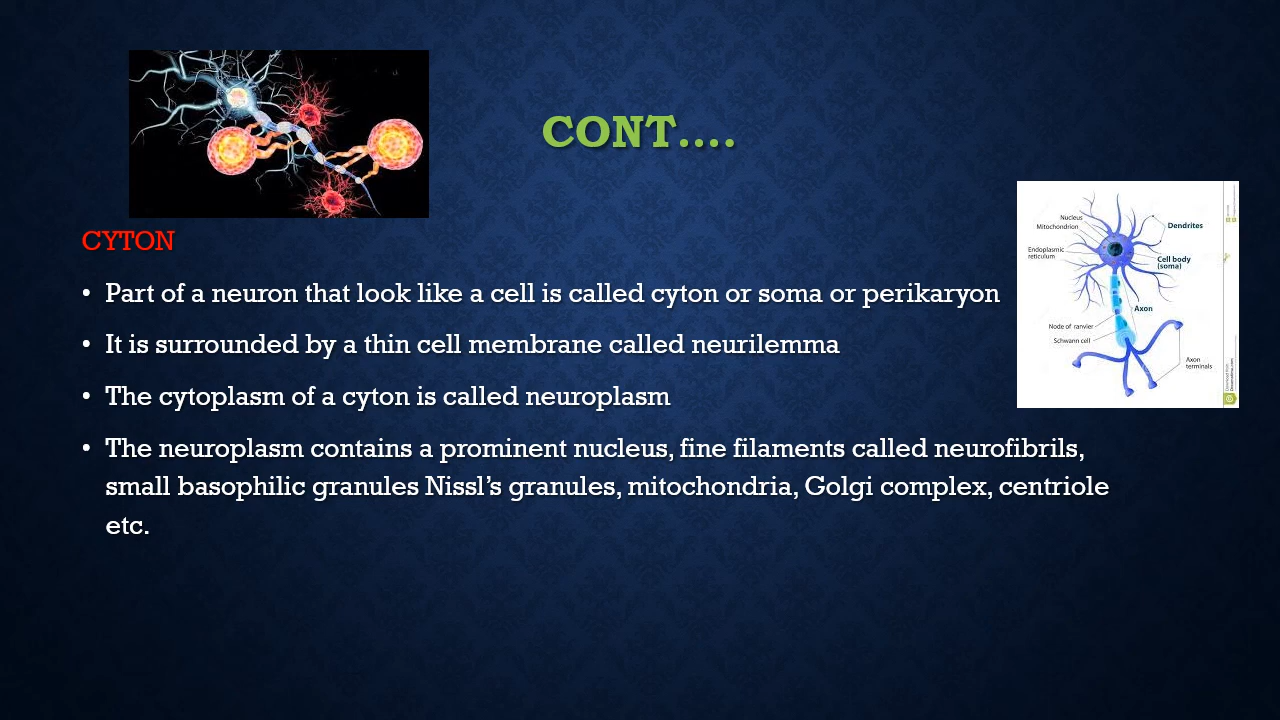 CONT....
CYTON
• Part of a neuron that look like a cell is called cyton or soma or perikaryon
• It is surrounded by a thin cell membrane called neurilemma
• The cytoplasm of a cyton is called neuroplasm
• The neuroplasm contains a prominent nucleus, fine filaments called neurofibrils,
small basophilic granules Nissl’s granules, mitochondria, Golgi complex, centriole
etc.
Nucleus
Mitochondrion
Endoplasmic
reticulum
Dendrites
Cell body
(soma)
Axon
Node of ranvier
Schwann cell
Axon
terminals